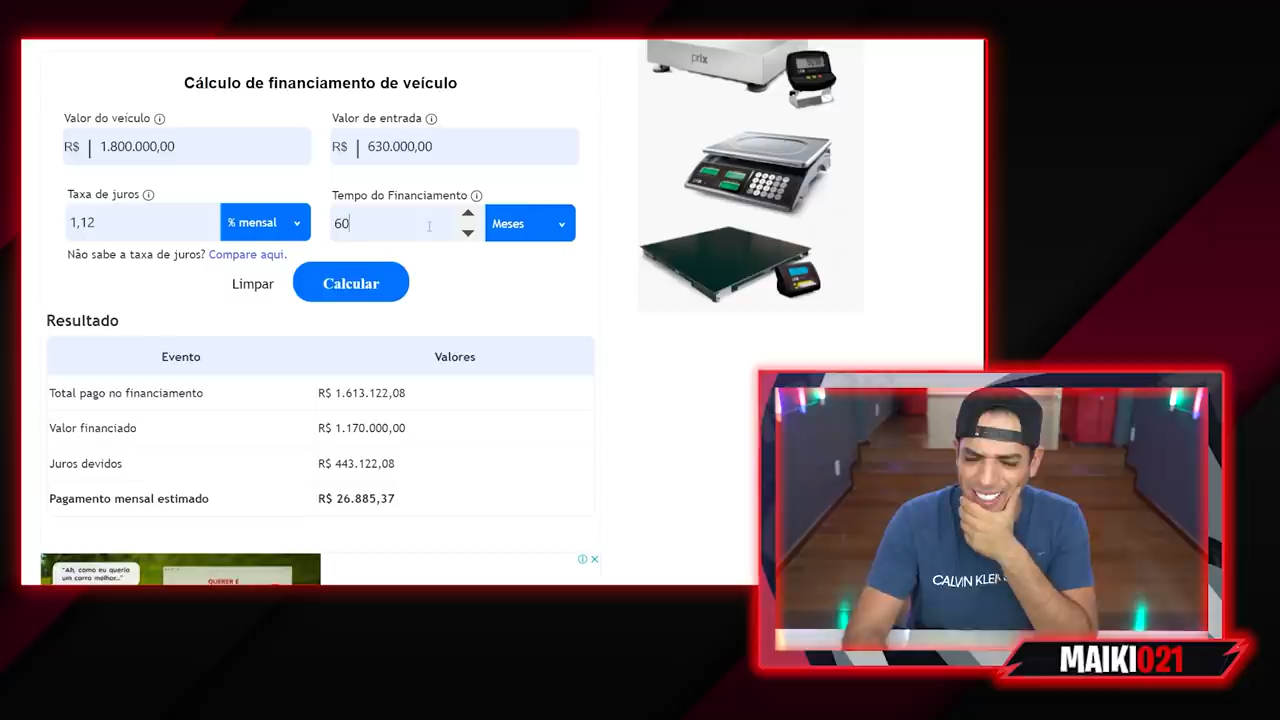 Cálculo de financiamento de veículo
Valor do veículo
Valor de entrada
R$ 1.800.000,00
R$ 630.000,00
Taxa de juros
Tempo do Financiamento
1,12
% mensal
60
Meses
Não sabe a taxa de juros? Compare aqui.
Limpar
Calcular
Resultado
Evento
Valores
Total pago no financiamento
R$ 1.613.122,08
Valor financiado
R$ 1.170.000,00
Juros devidos
R$ 443.122,08
Pagamento mensal estimado
R$ 26.885,37
"Ah, como eu queria
um carro melhor..."
QUERER É
prix
CALVIN KLEIN
MAIKI021